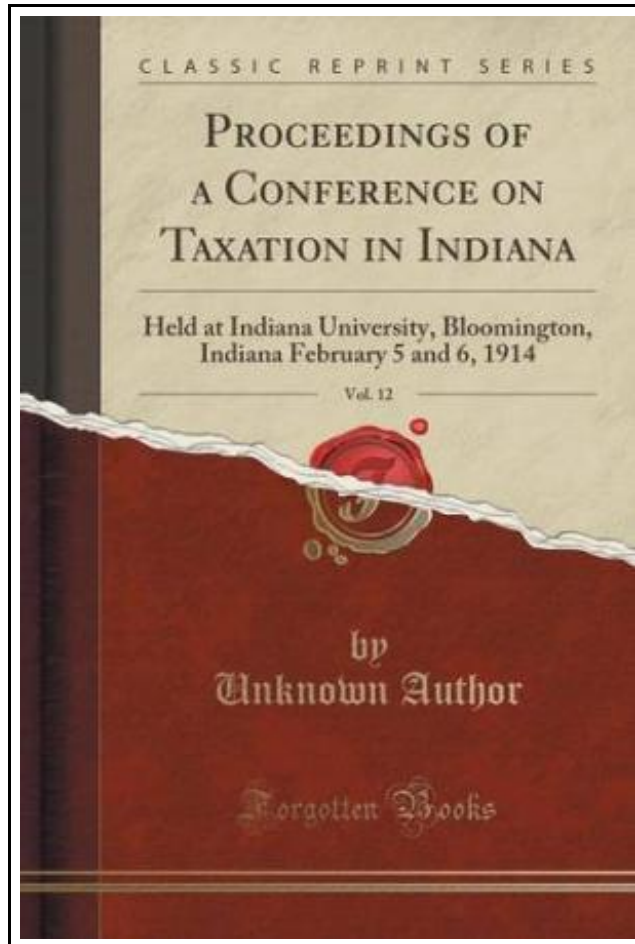 CLASSIC REPRINT SERIES
PROCEEDINGS OF
A CONFERENCE ON
TAXATION IN INDIANA
Held at Indiana University, Bloomington,
Indiana February 5 and 6, 1914
Vol. 12
by
Unknown Author
Forgotten Books